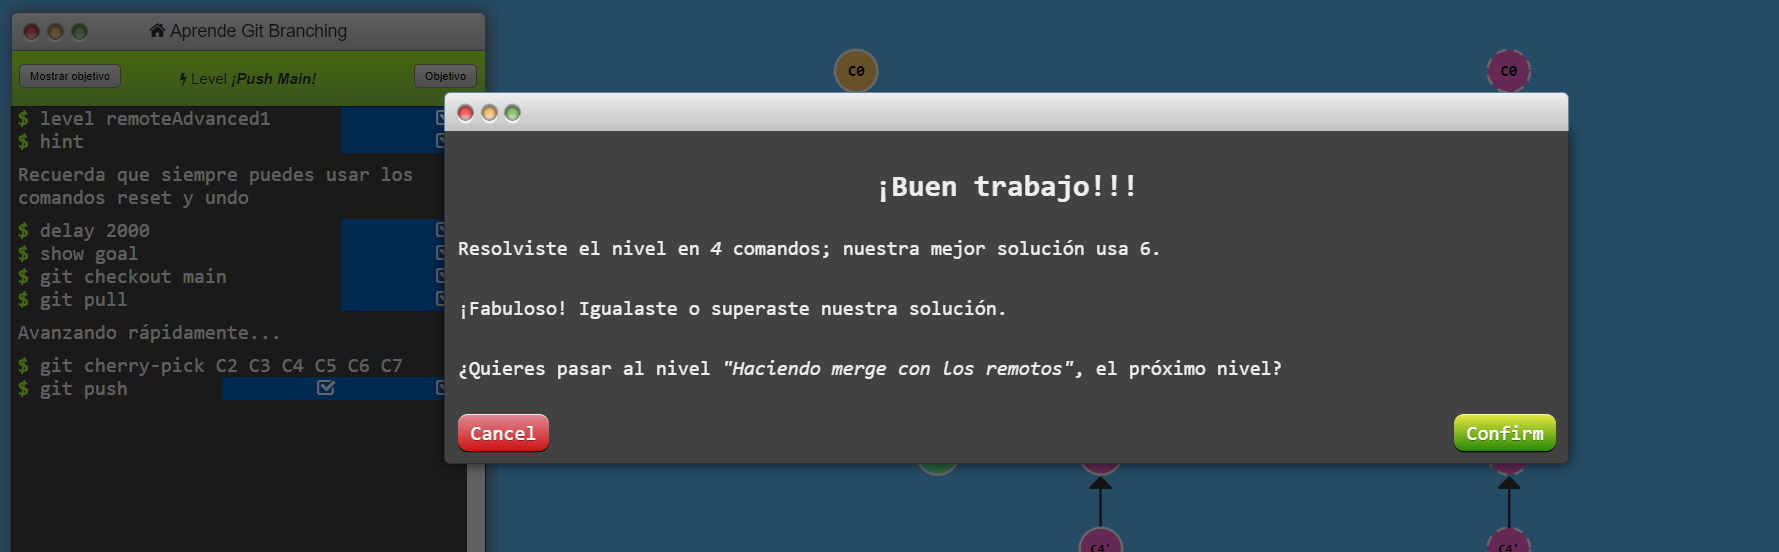 Aprende Git Branching
Mostrar objetivo
Level ¡Push Main!
Objetivo
$ level remoteAdvanced1
$ hint
Recuerda que siempre puedes usar los
comandos reset y undo
$ delay 2000
$ show goal
$ git checkout main
$ git pull
Avanzando rápidamente...
$ git cherry-pick C2 C3 C4 C5 C6 C7
$ git push
C0
C0
¡Buen trabajo!!!
Resolviste el nivel en 4 comandos; nuestra mejor solución usa 6.
¡Fabuloso! Igualaste o superaste nuestra solución.
¿Quieres pasar al nivel "Haciendo merge con los remotos", el próximo nivel?
Cancel
Confirm
C4'
C4'